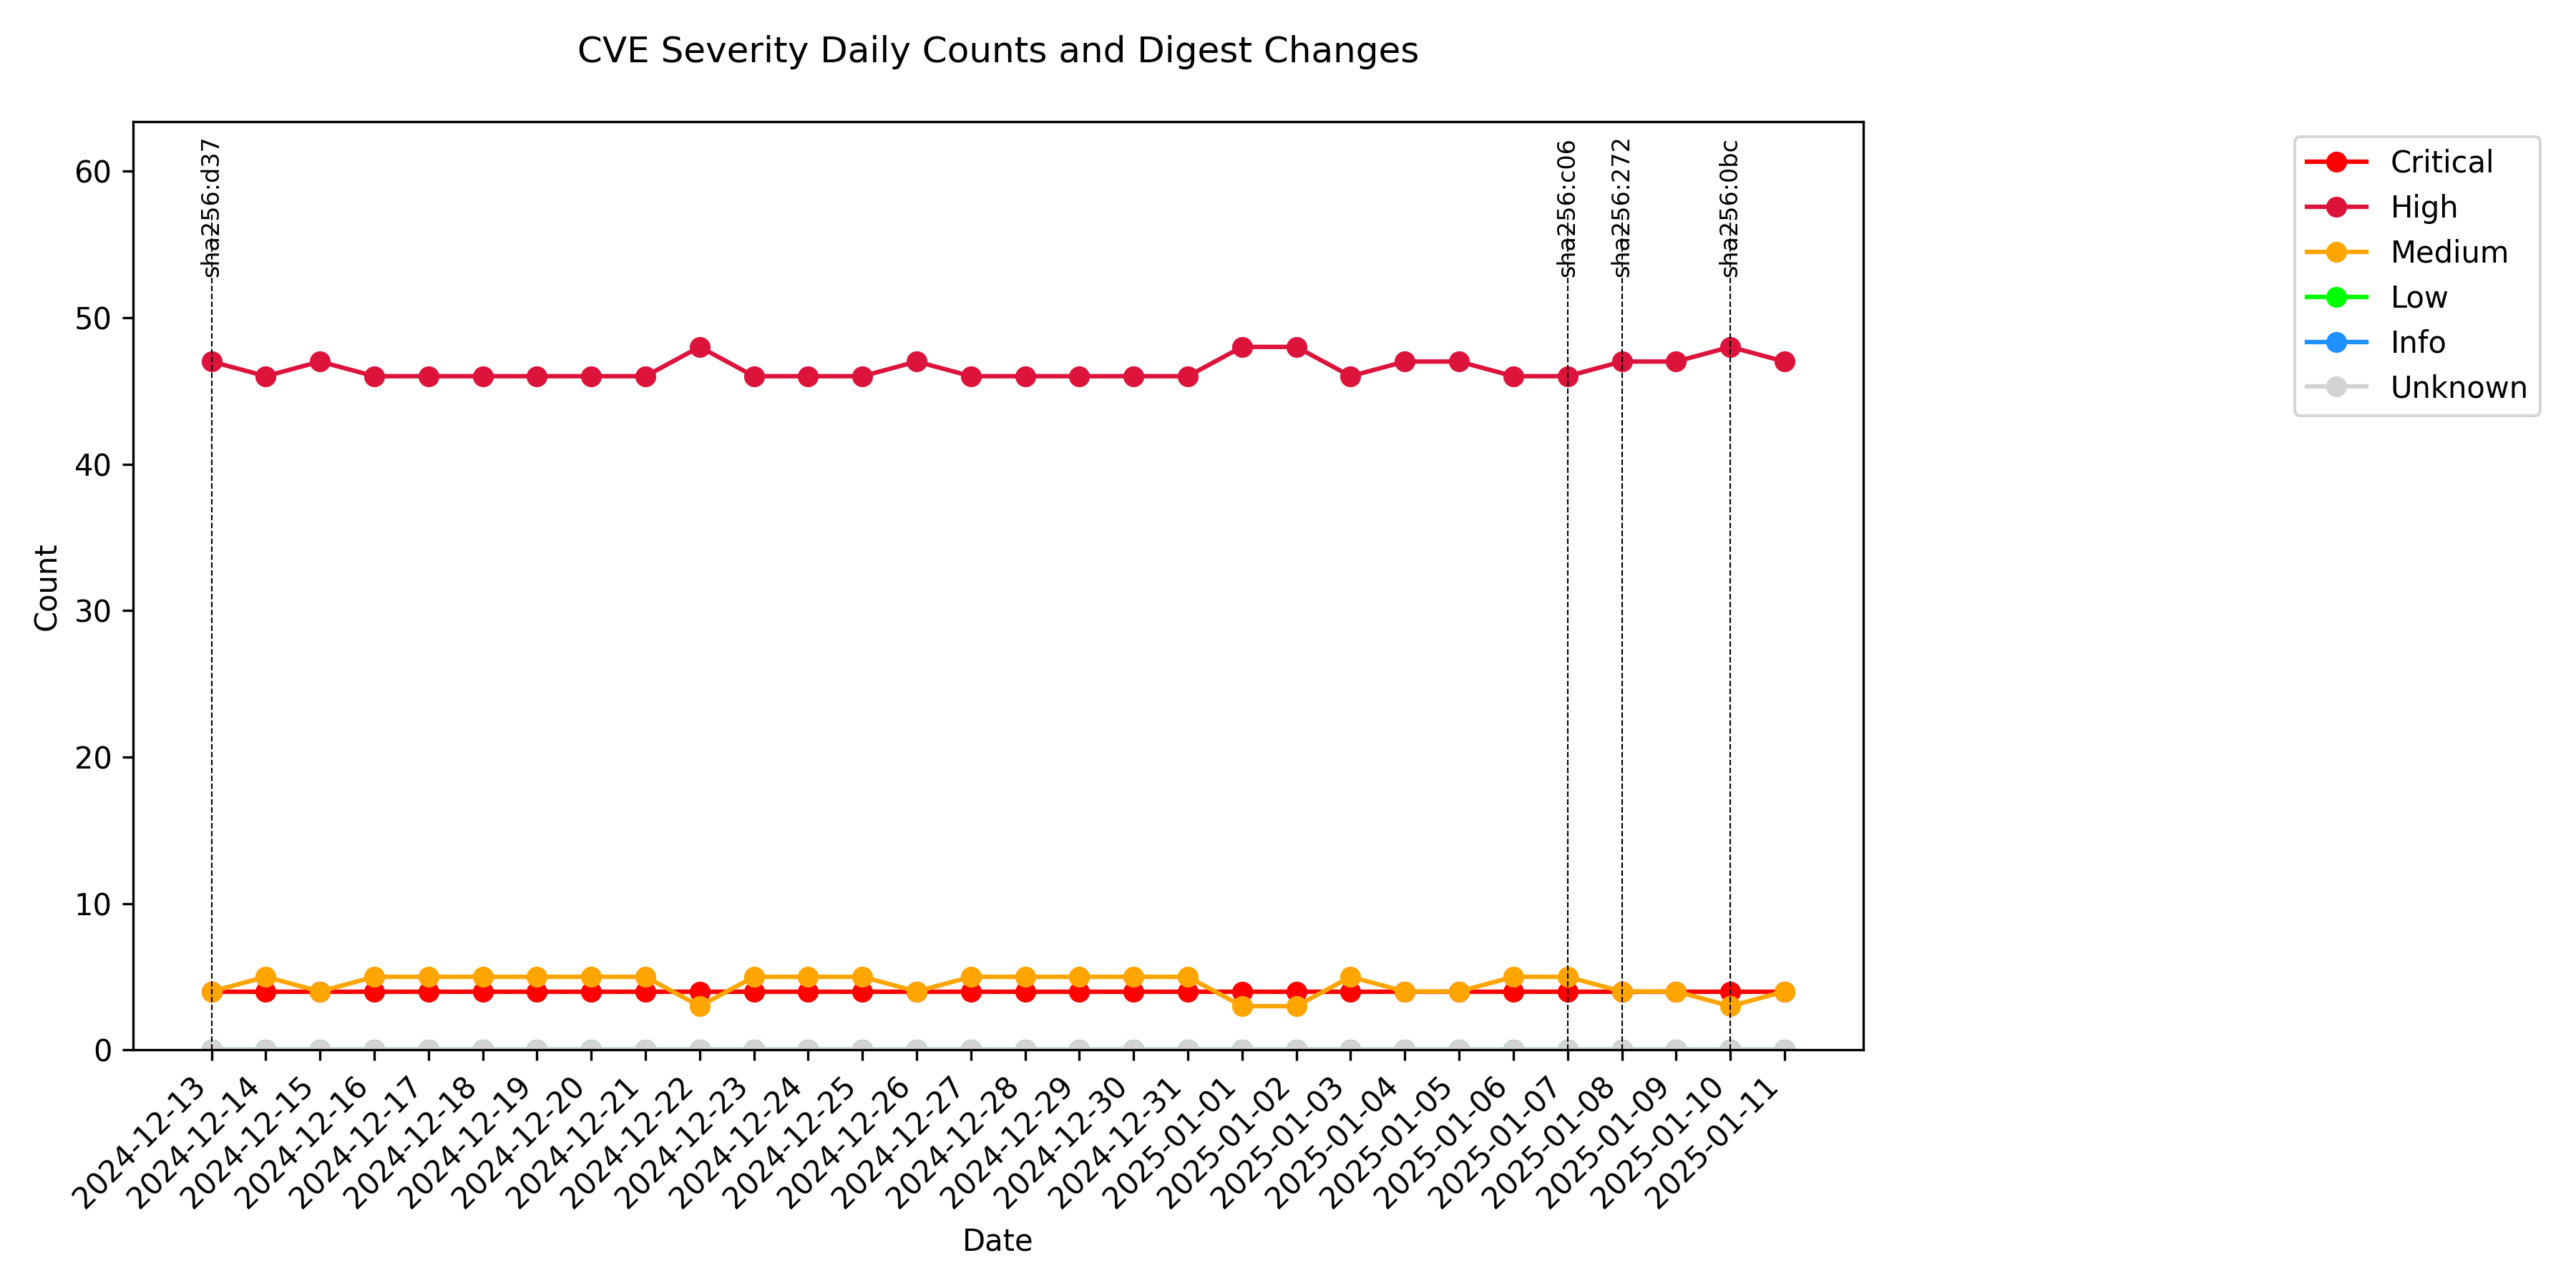 CVE Severity Daily Counts and Digest Changes
sha256:d37
sha256:c06
sha256:272
sha256:0bc
Critical
High
Medium
Low
Info
Unknown
60
50
40
30
20
10
0
Count
2024-12-13
2024-12-14
2024-12-15
2024-12-16
2024-12-17
2024-12-18
2024-12-19
2024-12-20
2024-12-21
2024-12-22
2024-12-23
2024-12-24
2024-12-25
2024-12-26
2024-12-27
2024-12-28
2024-12-29
2024-12-30
2024-12-31
2025-01-01
2025-01-02
2025-01-03
2025-01-04
2025-01-05
2025-01-06
2025-01-07
2025-01-08
2025-01-09
2025-01-10
2025-01-11
Date